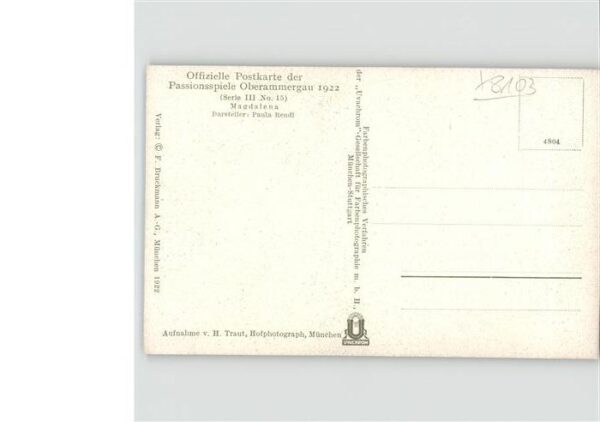 Offizielle Postkarte der
Passionsspiele Oberammergau 1922
(Serie III No. 15)
Magdalena
Darsteller: Paula Rendl
Verlag: © F. Bruckmann A.-G., München 1922
Aufnahme v. H. Traut, Hofphotograph, München
Farbenphotographisches Verfahren
der „Uvachrom"-Gesellschaft für Farbenphotographie m. b. H.,
München-Stuttgart
U
UVACHROM
4804